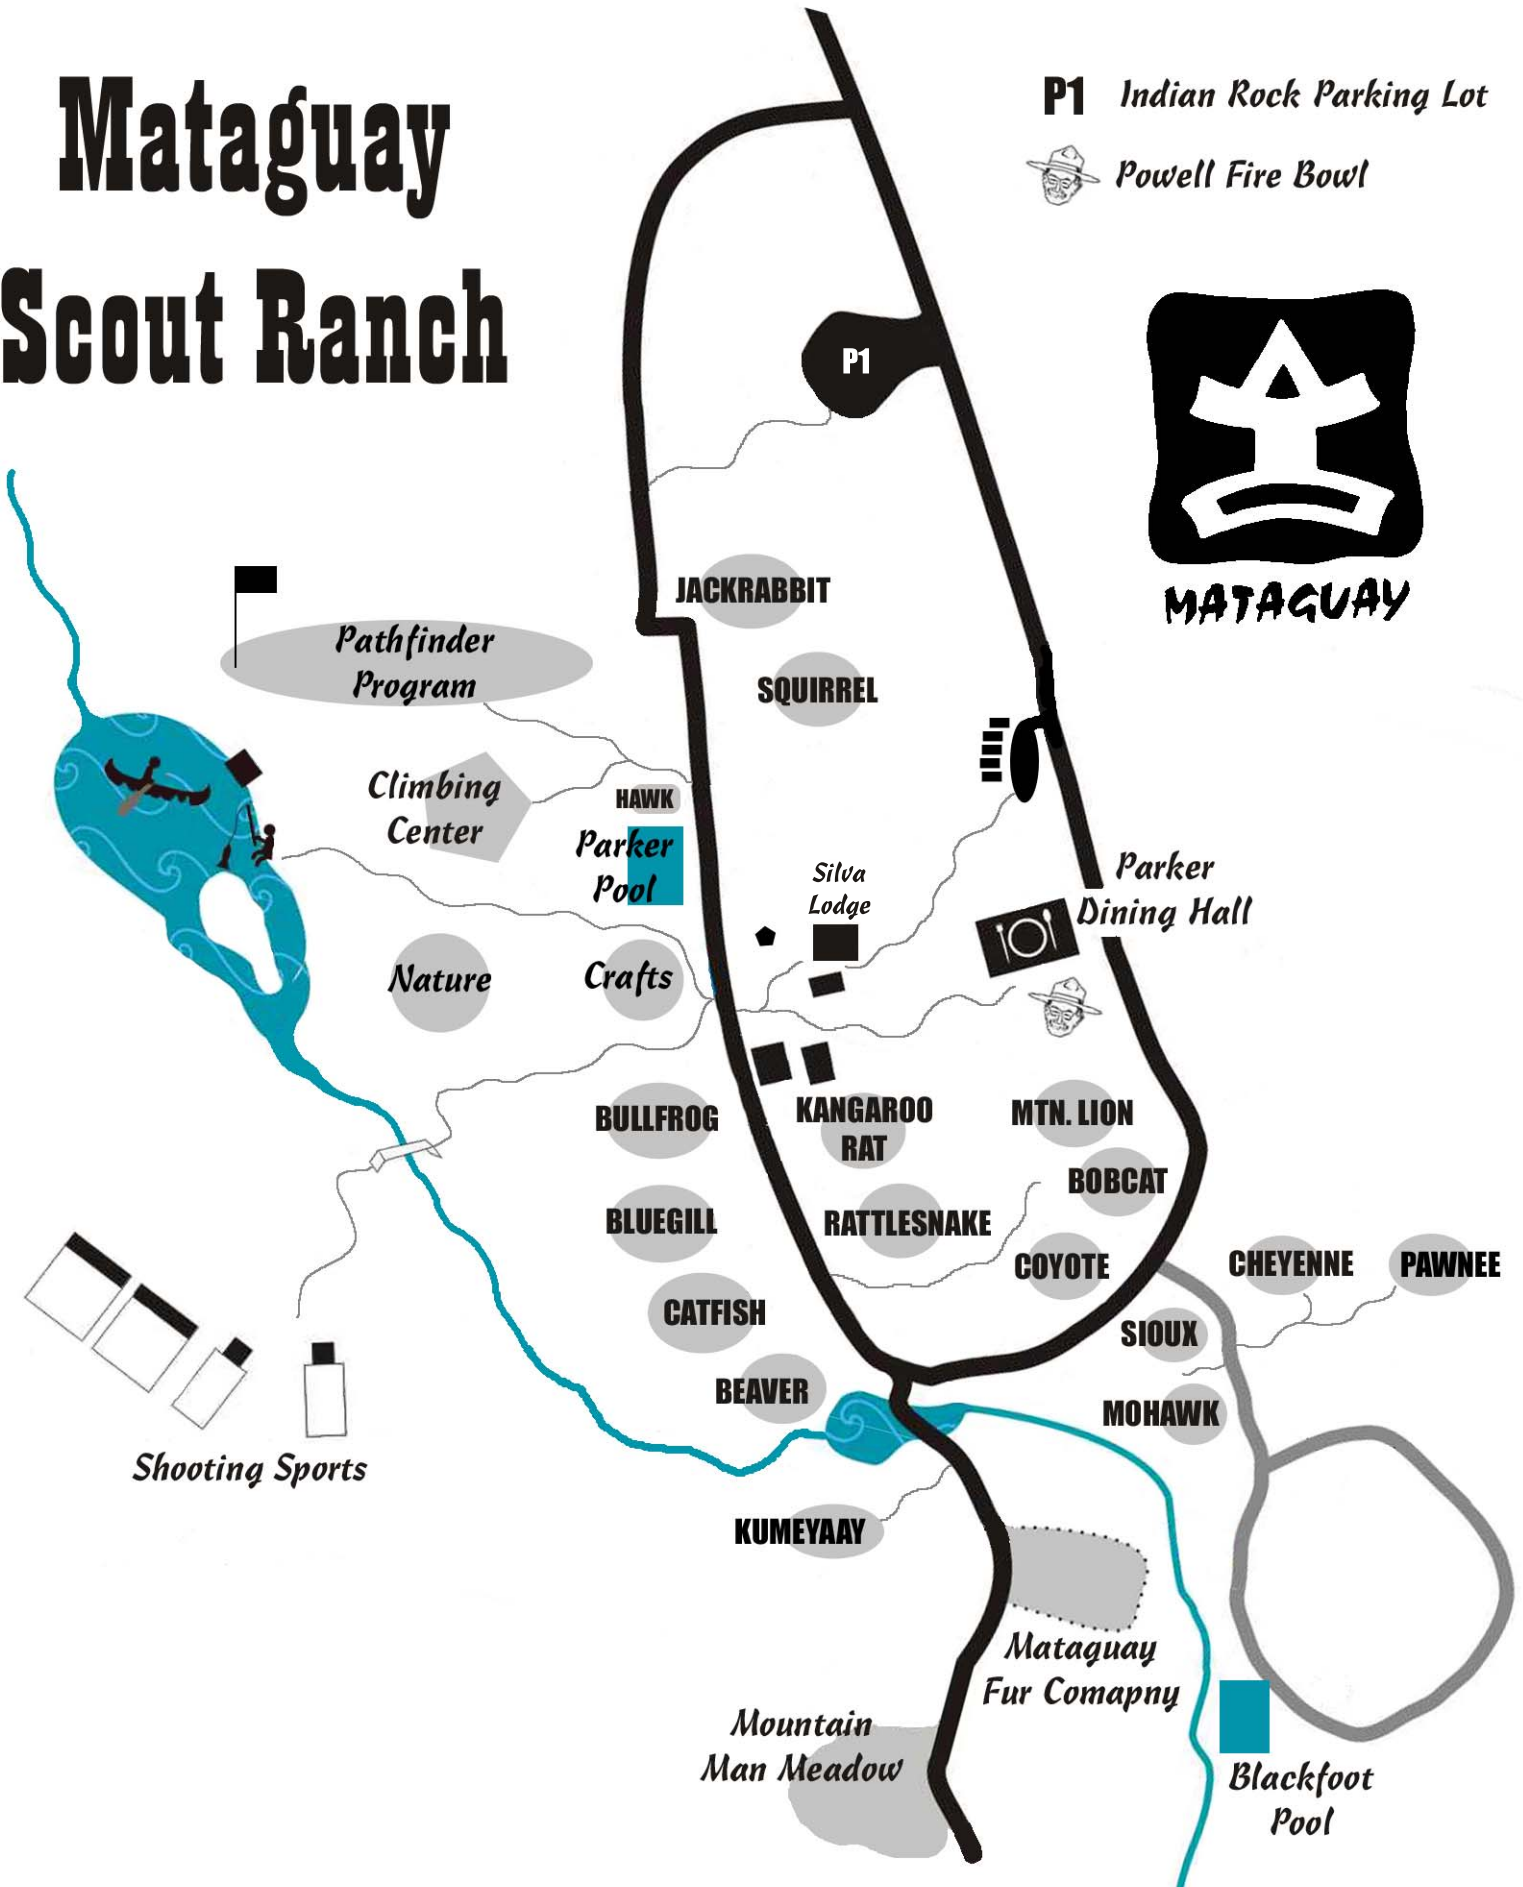 Mataguay
Scout Ranch
P1 Indian Rock Parking Lot
Powell Fire Bowl
P1
MATAGUAY
JACKRABBIT
Pathfinder
Program
SQUIRREL
Climbing
Center
HAWK
Parker
Pool
Silva
Lodge
Parker
Dining Hall
Nature
Crafts
BULLFROG
KANGAROO
RAT
MTN. LION
BOBCAT
BLUEGILL
RATTLESNAKE
COYOTE
CHEYENNE
PAWNEE
CATFISH
SIOUX
BEAVER
MOHAWK
Shooting Sports
KUMEYAAY
Mataguay
Fur Comapny
Mountain
Man Meadow
Blackfoot
Pool